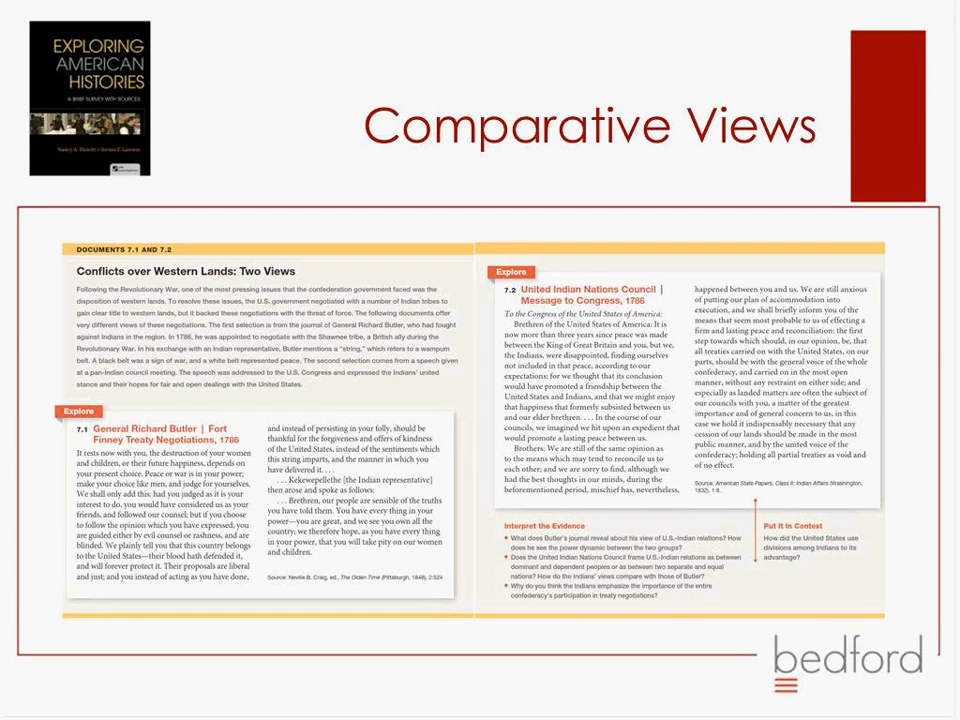 EXPLORING
AMERICAN
HISTORIES
A BRIEF SURVEY WITH SOURCES
Nancy A. Hewitt • Steven F. Lawson
Comparative Views
DOCUMENTS 7.1 AND 7.2
Conflicts over Western Lands: Two Views
Following the Revolutionary War, one of the most pressing issues that the confederation government faced was the
disposition of western lands. To resolve these issues, the U.S. government negotiated with a number of Indian tribes to
gain clear title to western lands, but it backed these negotiations with the threat of force. The following documents offer
very different views of these negotiations. The first selection is from the journal of General Richard Butler, who had fought
against Indians in the region. In 1786, he was appointed to negotiate with the Shawnee tribe, a British ally during the
Revolutionary War. In his exchange with an Indian representative, Butler mentions a "string," which refers to a wampum
belt. A black belt was a sign of war, and a white belt represented peace. The second selection comes from a speech given
at a pan-Indian council meeting. The speech was addressed to the U.S. Congress and expressed the Indians' united
stance and their hopes for fair and open dealings with the United States.
Explore
7.1 General Richard Butler | Fort
Finney Treaty Negotiations, 1786
It rests now with you, the destruction of your women
and children, or their future happiness, depends on
your present choice. Peace or war is in your power;
make your choice like men, and judge for yourselves.
We shall only add this: had you judged as it is your
interest to do, you would have considered us as your
friends, and followed our counsel; but if you choose
to follow the opinion which you have expressed, you
are guided either by evil counsel or rashness, and are
blinded. We plainly tell you that this country belongs
to the United States—their blood hath defended it,
and will forever protect it. Their proposals are liberal
and just; and you instead of acting as you have done,
and instead of persisting in your folly, should be
thankful for the forgiveness and offers of kindness
of the United States, instead of the sentiments which
this string imparts, and the manner in which you
have delivered it. . . .
. . . Kekewepellethe [the Indian representative]
then arose and spoke as follows:
. . . Brethren, our people are sensible of the truths
you have told them. You have every thing in your
power—you are great, and we see you own all the
country; we therefore hope, as you have every thing
in your power, that you will take pity on our women
and children.
Source: Neville B. Craig, ed., The Olden Time (Pittsburgh, 1848), 2:524.
Explore
7.2 United Indian Nations Council |
Message to Congress, 1786
To the Congress of the United States of America:
Brethren of the United States of America: It is
now more than three years since peace was made
between the King of Great Britain and you, but we,
the Indians, were disappointed, finding ourselves
not included in that peace, according to our
expectations: for we thought that its conclusion
would have promoted a friendship between the
United States and Indians, and that we might enjoy
that happiness that formerly subsisted between us
and our elder brethren. . . . In the course of our
councils, we imagined we hit upon an expedient that
would promote a lasting peace between us.
Brothers: We are still of the same opinion as
to the means which may tend to reconcile us to
each other; and we are sorry to find, although we
had the best thoughts in our minds, during the
beforementioned period, mischief has, nevertheless,
happened between you and us. We are still anxious
of putting our plan of accommodation into
execution, and we shall briefly inform you of the
means that seem most probable to us of effecting a
firm and lasting peace and reconciliation: the first
step towards which should, in our opinion, be, that
all treaties carried on with the United States, on our
parts, should be with the general voice of the whole
confederacy, and carried on in the most open
manner, without any restraint on either side; and
especially as landed matters are often the subject of
our councils with you, a matter of the greatest
importance and of general concern to us, in this
case we hold it indispensably necessary that any
cession of our lands should be made in the most
public manner, and by the united voice of the
confederacy; holding all partial treaties as void and
of no effect.
Source: American State Papers, Class II: Indian Affairs (Washington,
1832), 1:8.
Interpret the Evidence
• What does Butler's journal reveal about his view of U.S.-Indian relations? How
does he see the power dynamic between the two groups?
• Does the United Indian Nations Council frame U.S.-Indian relations as between
dominant and dependent peoples or as between two separate and equal
nations? How do the Indians' views compare with those of Butler?
• Why do you think the Indians emphasize the importance of the entire
confederacy's participation in treaty negotiations?
Put It in Context
How did the United States use
divisions among Indians to its
advantage?
bedford